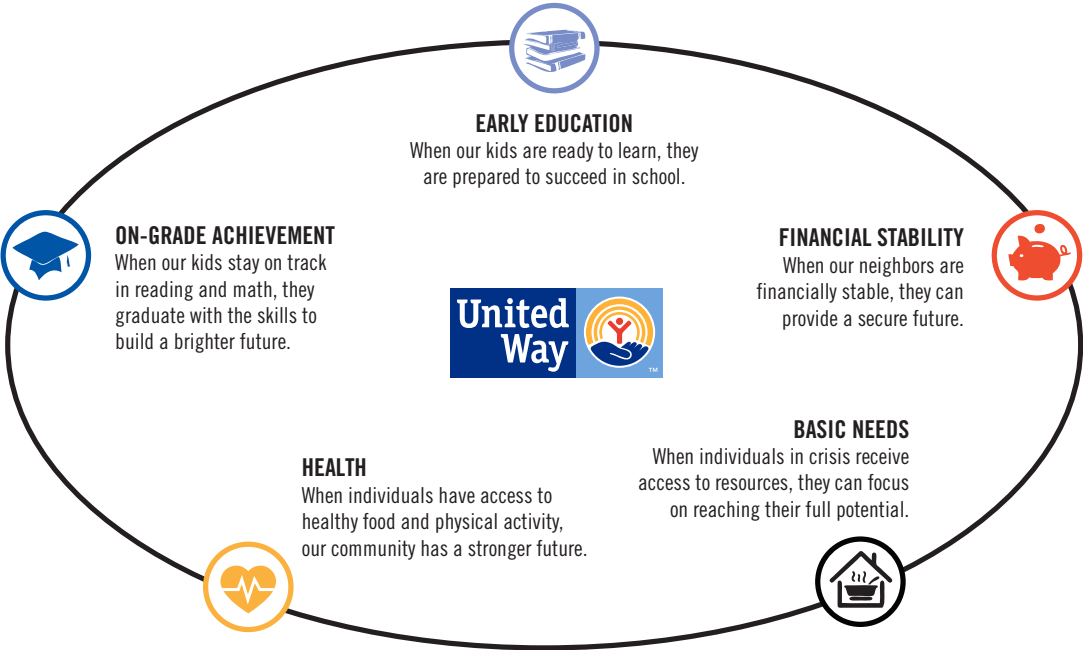 EARLY EDUCATION
When our kids are ready to learn, they
are prepared to succeed in school.
ON-GRADE ACHIEVEMENT
When our kids stay on track
in reading and math, they
graduate with the skills to
build a brighter future.
FINANCIAL STABILITY
When our neighbors are
financially stable, they can
provide a secure future.
United
Way
TM
HEALTH
When individuals have access to
healthy food and physical activity,
our community has a stronger future.
BASIC NEEDS
When individuals in crisis receive
access to resources, they can focus
on reaching their full potential.